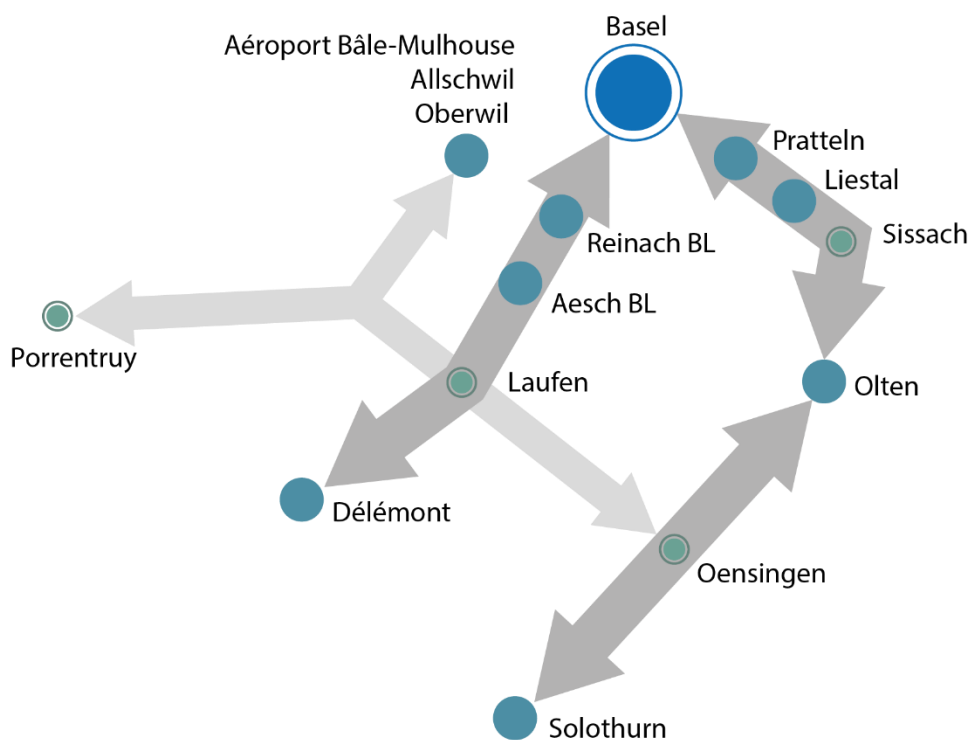 Basel
Aéroport Bâle-Mulhouse
Allschwil
Oberwil
Pratteln
Liestal
Sissach
Reinach BL
Aesch BL
Porrentruy
Laufen
Olten
Délémont
Oensingen
Solothurn